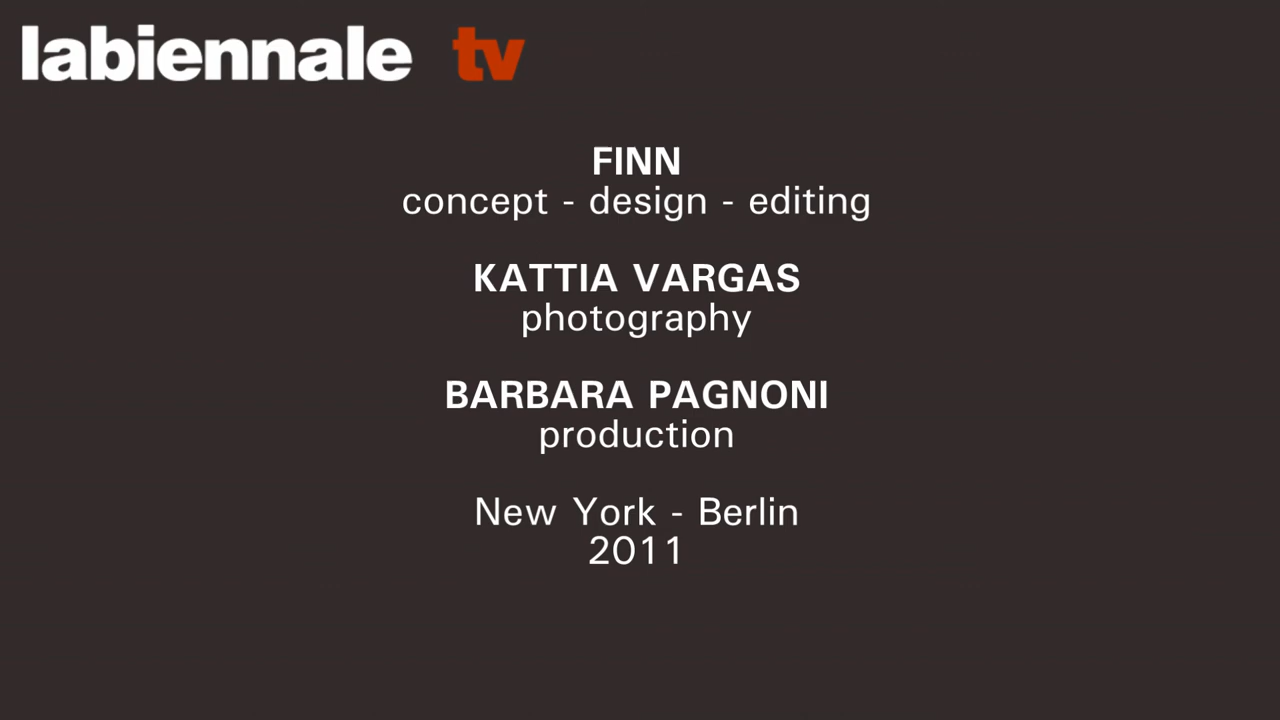 labiennale tv
FINN
concept - design - editing
KATTIA VARGAS
photography
BARBARA PAGNONI
production
New York - Berlin
2011